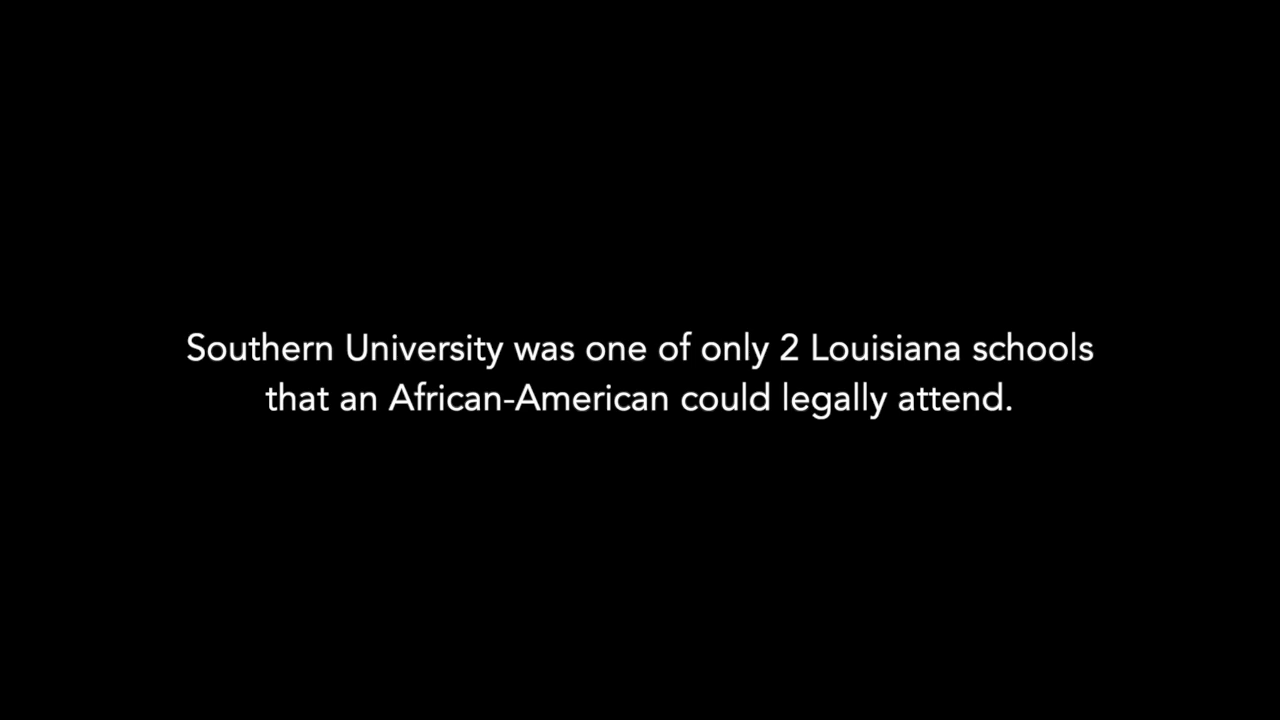 Southern University was one of only 2 Louisiana schools
that an African-American could legally attend.